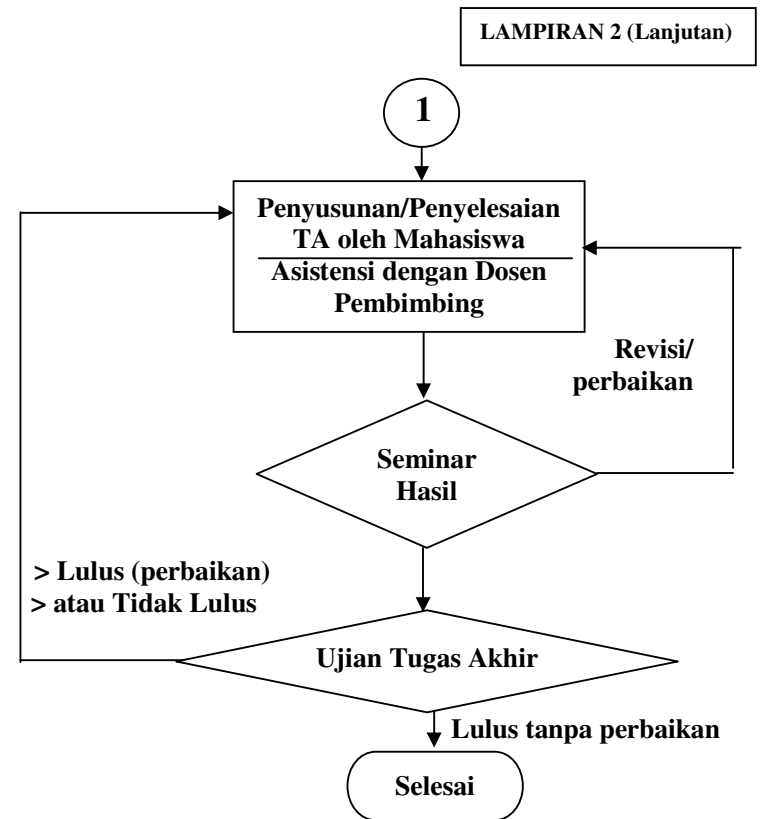 LAMPIRAN 2 (Lanjutan)
1
Penyusunan/Penyelesaian
TA oleh Mahasiswa
Asistensi dengan Dosen
Pembimbing
Revisi/
perbaikan
Seminar
Hasil
> Lulus (perbaikan)
> atau Tidak Lulus
Ujian Tugas Akhir
Lulus tanpa perbaikan
Selesai